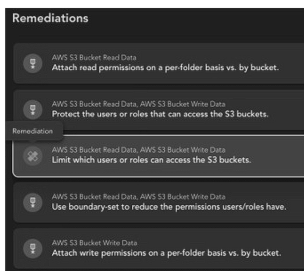 Remediations
AWS S3 Bucket Read Data
Attach read permissions on a per-folder basis vs. by bucket.
AWS S3 Bucket Read Data, AWS S3 Bucket Write Data
Protect the users or roles that can access the S3 buckets.
Remediation
AWS S3 Bucket Read Data, AWS S3 Bucket Write Data
Limit which users or roles can access the S3 buckets.
AWS S3 Bucket Read Data, AWS S3 Bucket Write Data
Use boundary-set to reduce the permissions users/roles have.
AWS S3 Bucket Write Data
Attach write permissions on a per-folder basis vs. by bucket.